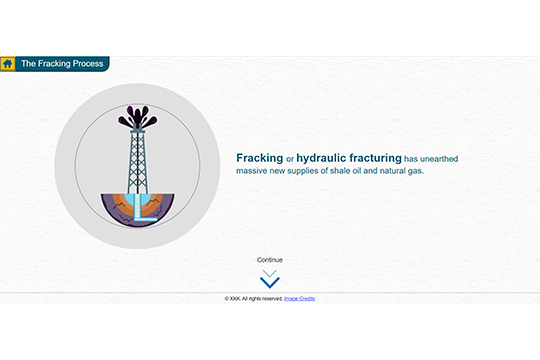 The Fracking Process
Fracking or hydraulic fracturing has unearthed
massive new supplies of shale oil and natural gas.
Continue
© XXX. All rights reserved. Image Credits